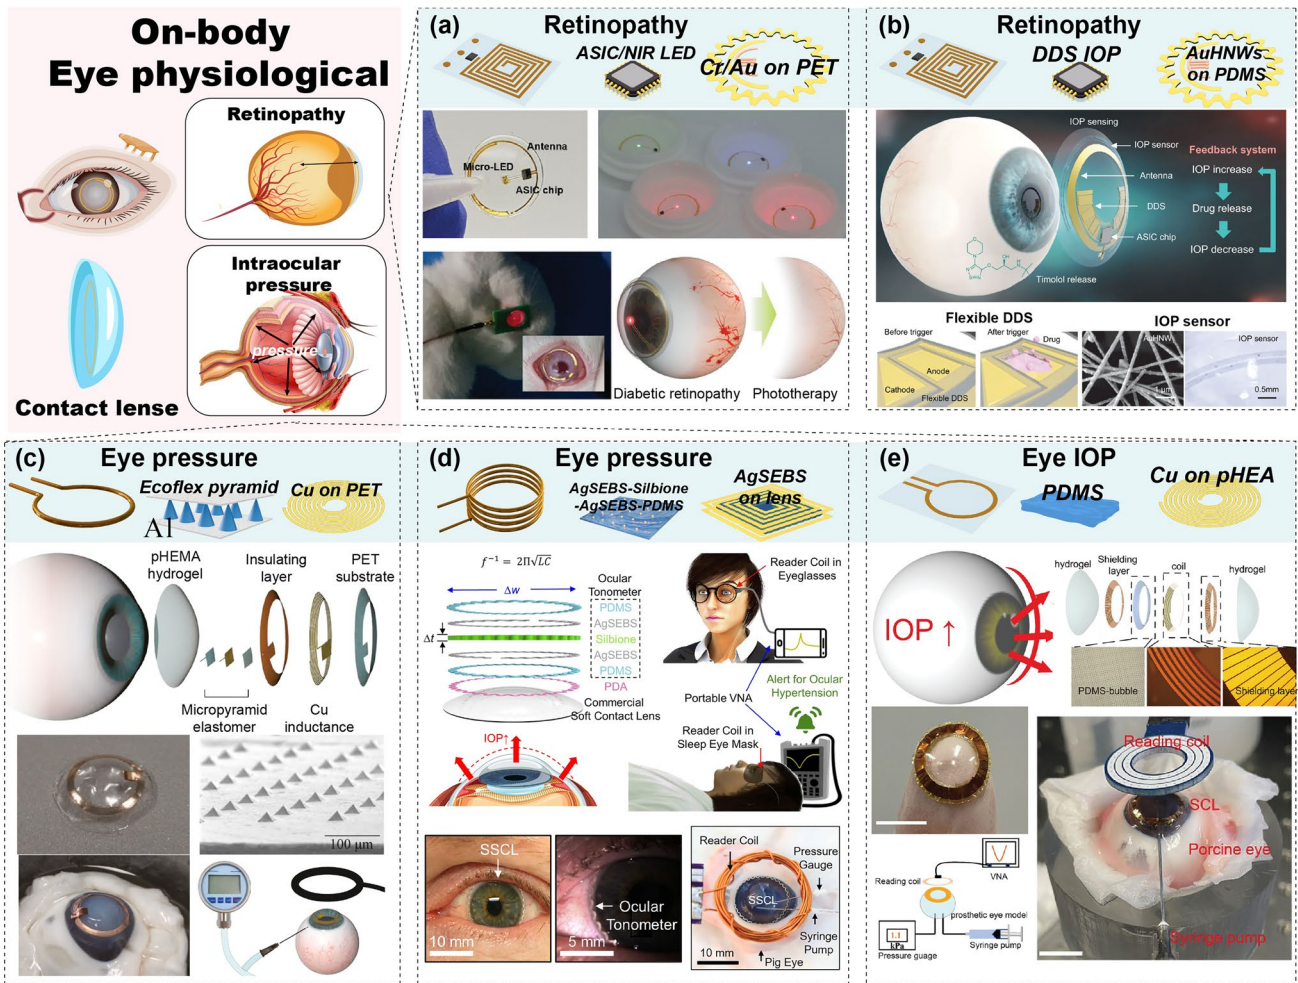 On-body
Eye physiological
Retinopathy
Intraocular
pressure
pressure
Contact lense
(a)
Retinopathy
ASIC/NIR LED
Cr/Au on PET
Antenna
Micro-LED
ASIC chip
Diabetic retinopathy
Phototherapy
(b)
Retinopathy
DDS IOP
AuHNWs
on PDMS
IOP sensing
IOP sensor
Antenna
DDS
ASIC chip
Timolol release
Feedback system
IOP increase
Drug release
IOP decrease
Flexible DDS
IOP sensor
Before trigger
After trigger
Drug
Anode
Cathode
Flexible DDS
AuHNW
1 μm
IOP sensor
0.5mm
(c)
Eye pressure
Ecoflex pyramid
Cu on PET
AI
pHEMA
hydrogel
Insulating
layer
PET
substrate
Micropyramid
elastomer
Cu
inductance
100 μm
(d)
Eye pressure
AgSEBS-Silbione
-AgSEBS-PDMS
AgSEBS
on lens
f⁻¹ = 2Π√LC
Δw
Δt
Ocular
Tonometer
PDMS
AgSEBS
Silbione
AgSEBS
PDMS
PDA
Commercial
Soft Contact Lens
IOP↑
Reader Coil in
Eyeglasses
Portable VNA
Alert for Ocular
Hypertension
Reader Coil in
Sleep Eye Mask
SSCL
10 mm
Ocular
Tonometer
5 mm
Reader Coil
Pressure
Gauge
SSCL
Syringe
Pump
10 mm
Pig Eye
(e)
Eye IOP
PDMS
Cu on pHEA
IOP ↑
hydrogel
Shielding
layer
coil
hydrogel
PDMS-bubble
Shielding layer
Reading coil
SCL
Porcine eye
Syringe pump
VNA
Reading coil
prosthetic eye model
1.1
kPa
Pressure guage
Syringe pump